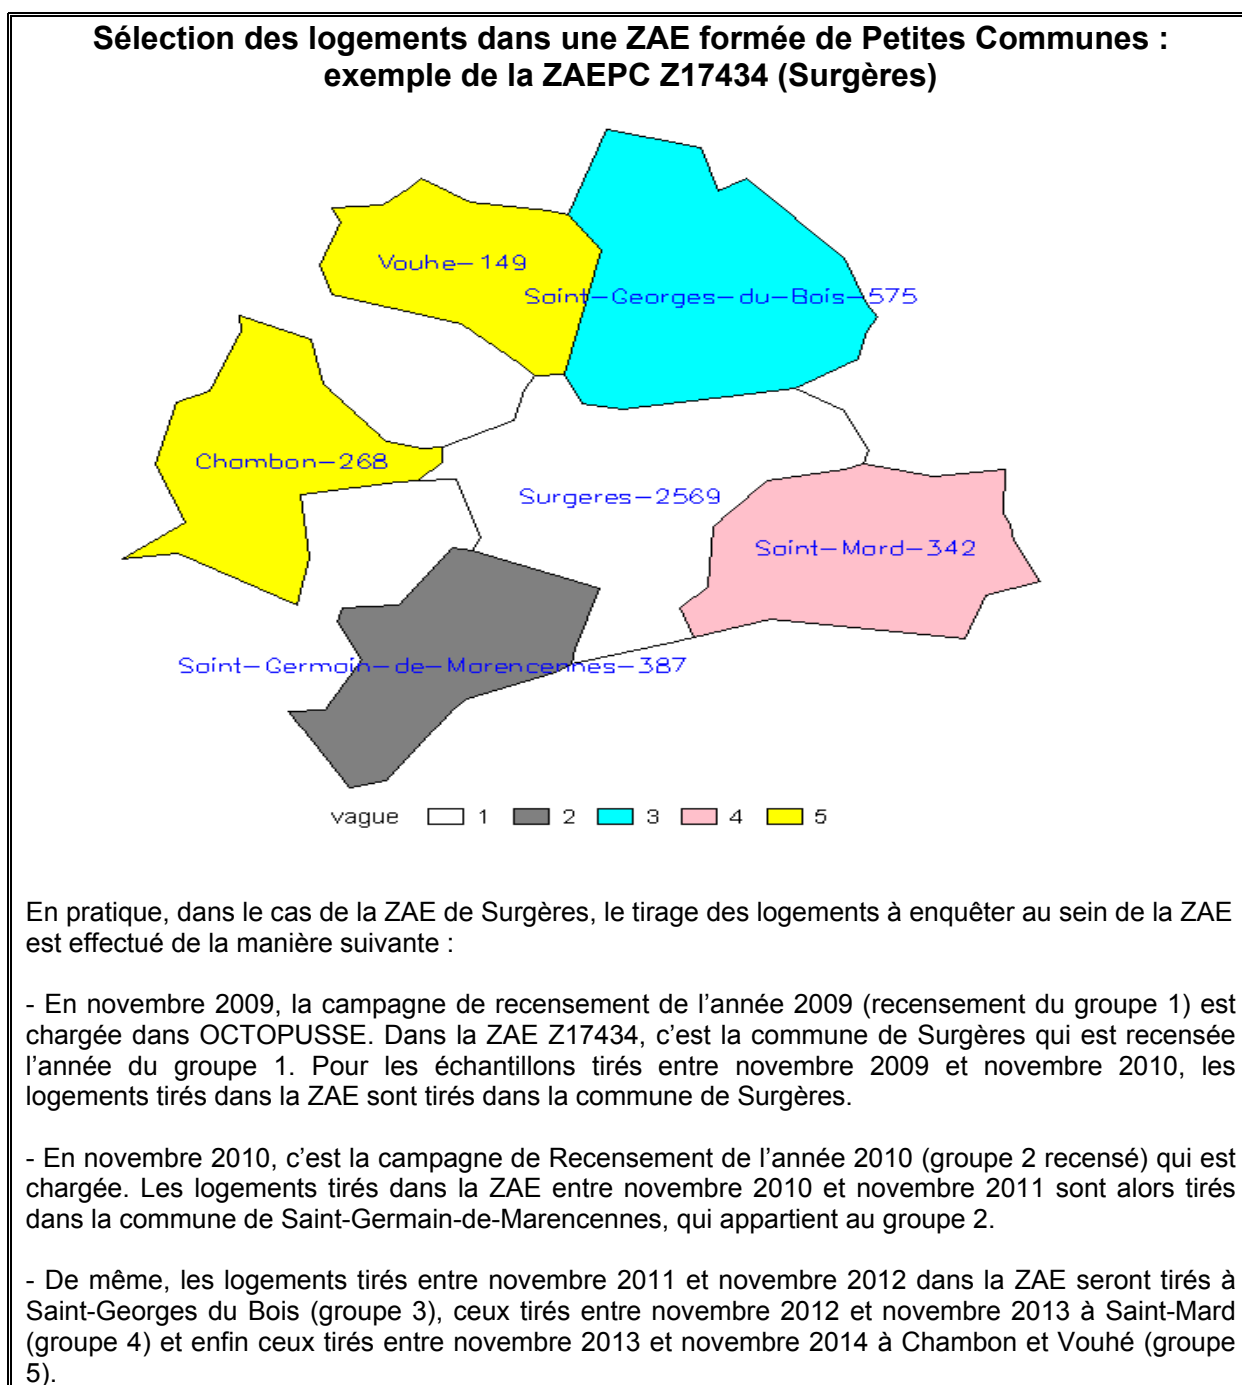 Sélection des logements dans une ZAE formée de Petites Communes :
exemple de la ZAEPC Z17434 (Surgères)
Vouhe-149
Saint-Georges-du-Bois-575
Chambon-268
Surgeres-2569
Saint-Mard-342
Saint-Germain-de-Marencennes-387
vague 1 2 3 4 5
En pratique, dans le cas de la ZAE de Surgères, le tirage des logements à enquêter au sein de la ZAE
est effectué de la manière suivante :
- En novembre 2009, la campagne de recensement de l'année 2009 (recensement du groupe 1) est
chargée dans OCTOPUSSE. Dans la ZAE Z17434, c'est la commune de Surgères qui est recensée
l'année du groupe 1. Pour les échantillons tirés entre novembre 2009 et novembre 2010, les
logements tirés dans la ZAE sont tirés dans la commune de Surgères.
- En novembre 2010, c'est la campagne de Recensement de l'année 2010 (groupe 2 recensé) qui est
chargée. Les logements tirés dans la ZAE entre novembre 2010 et novembre 2011 sont alors tirés
dans la commune de Saint-Germain-de-Marencennes, qui appartient au groupe 2.
- De même, les logements tirés entre novembre 2011 et novembre 2012 dans la ZAE seront tirés à
Saint-Georges du Bois (groupe 3), ceux tirés entre novembre 2012 et novembre 2013 à Saint-Mard
(groupe 4) et enfin ceux tirés entre novembre 2013 et novembre 2014 à Chambon et Vouhé (groupe
5).